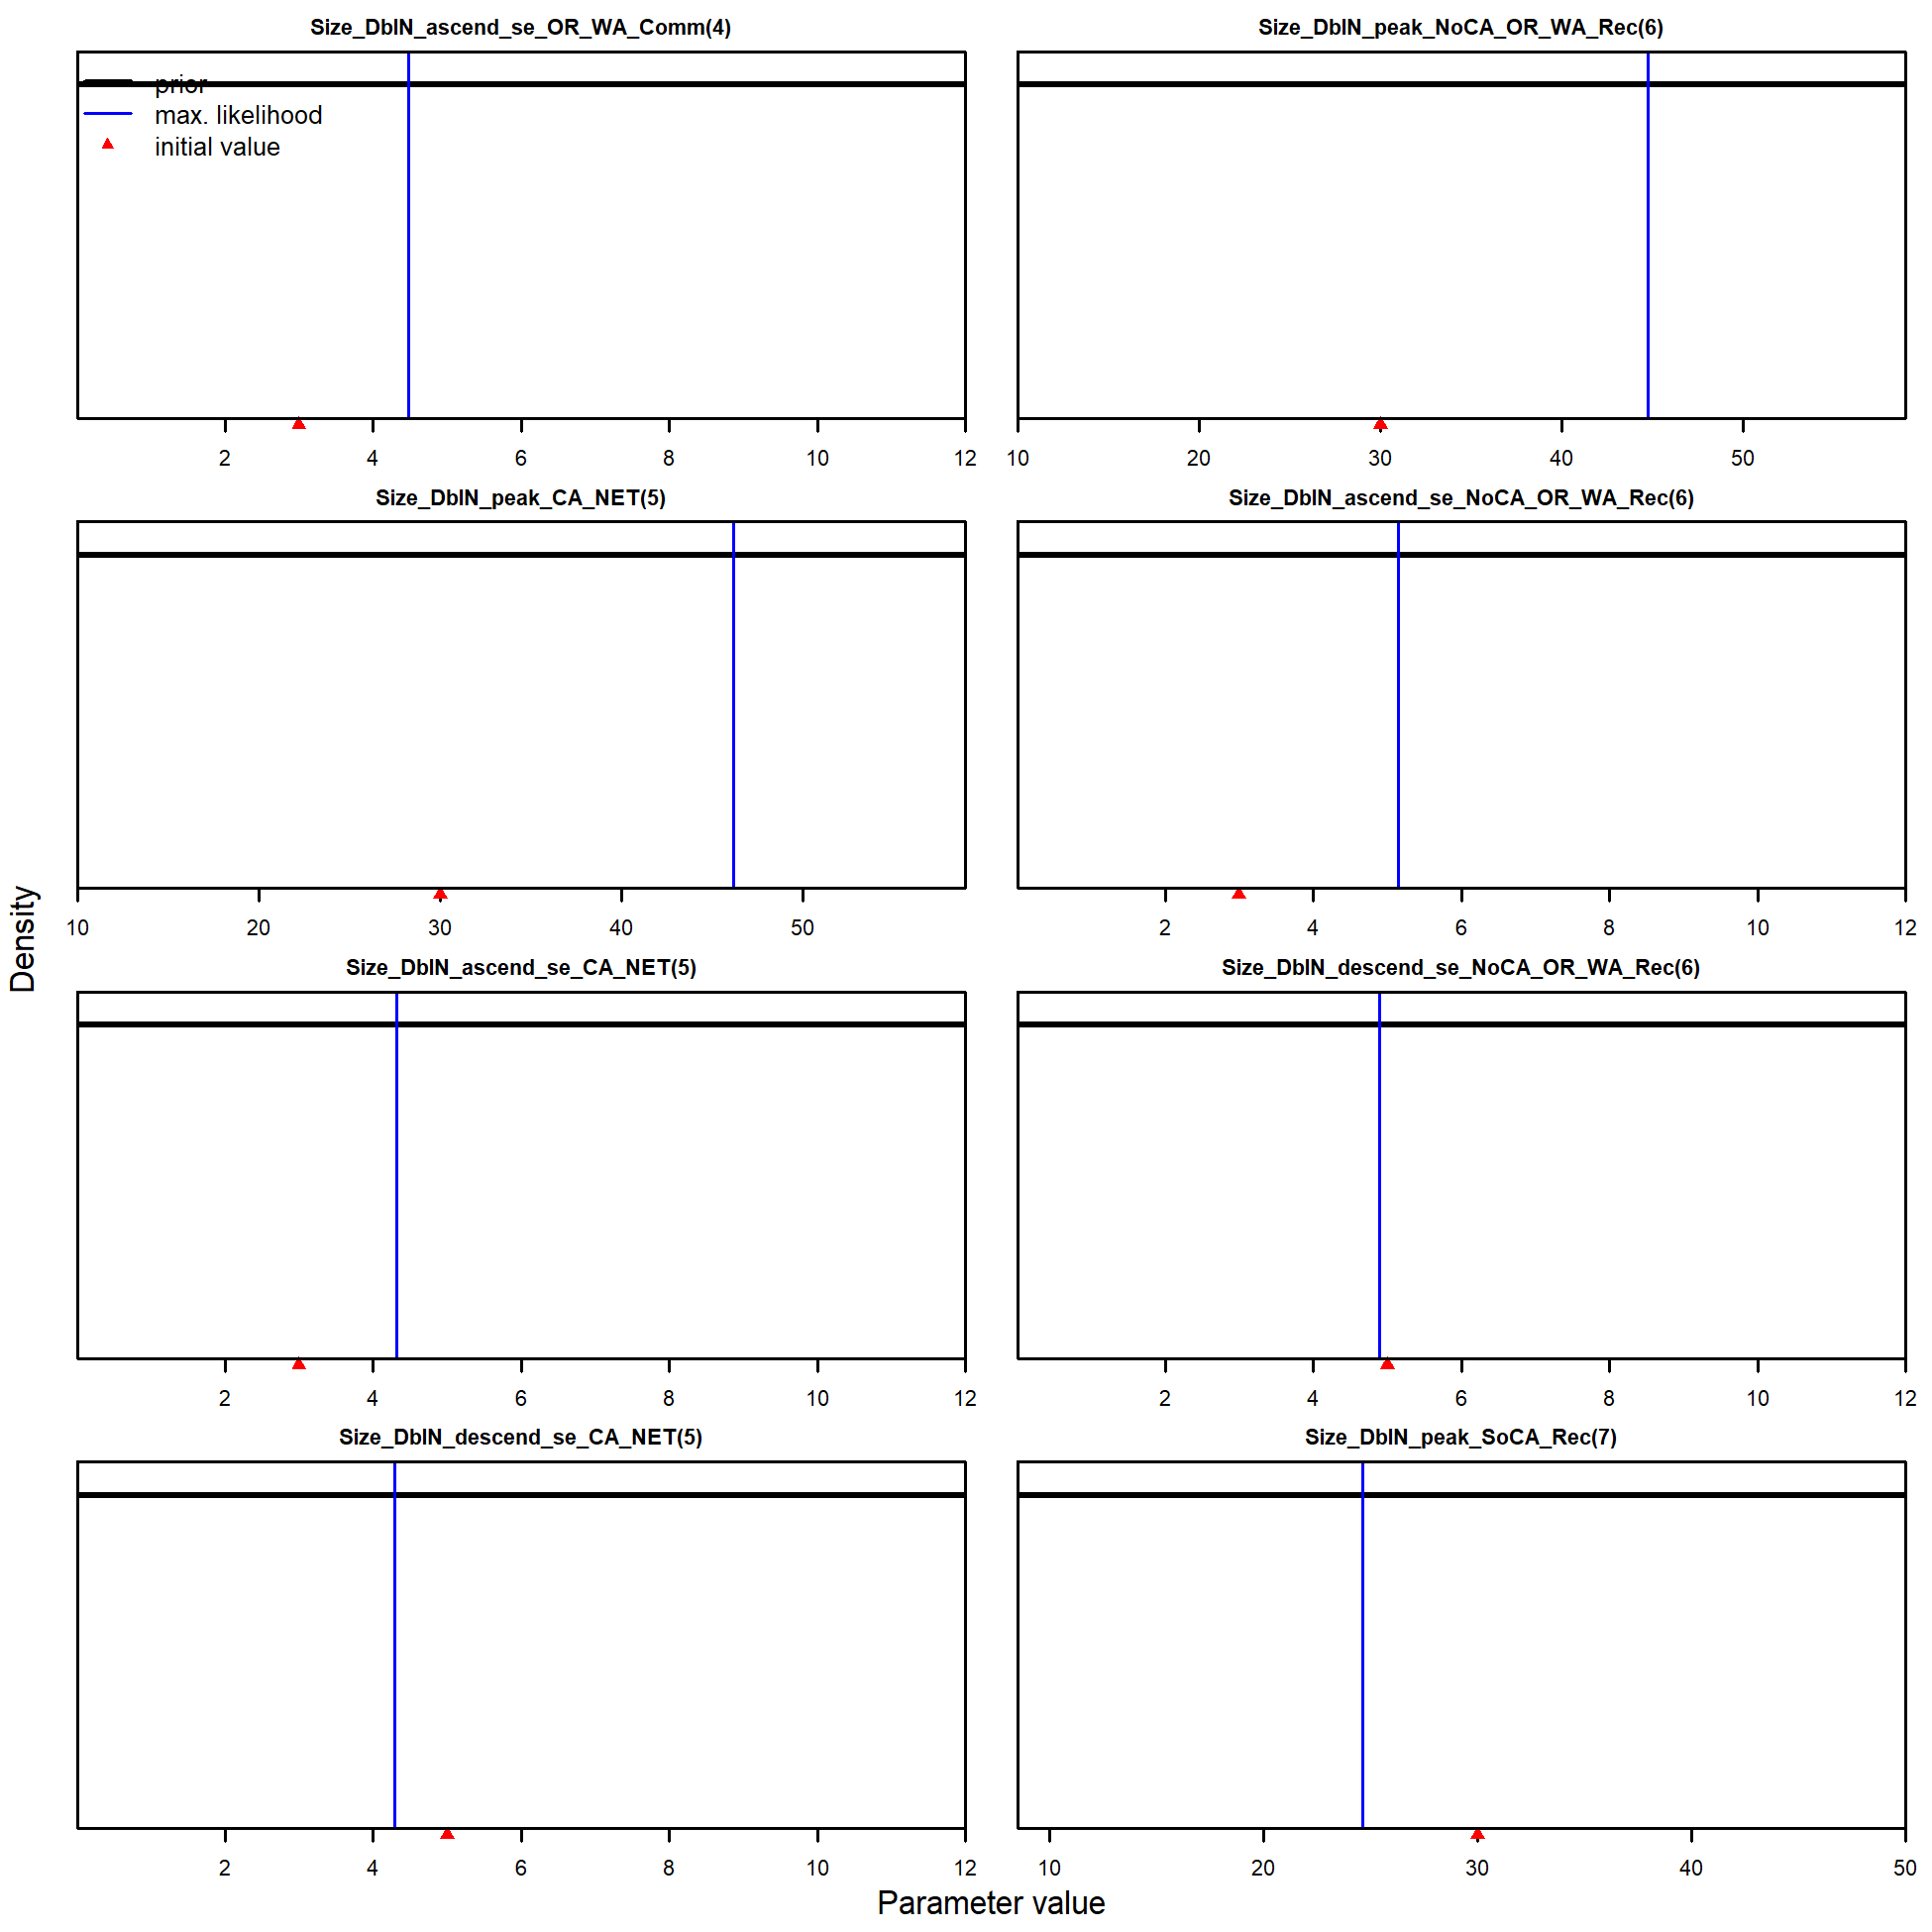 Size_DblN_ascend_se_OR_WA_Comm(4)
prior
max. likelihood
initial value
2 4 6 8 10 12
Size_DblN_peak_CA_NET(5)
10 20 30 40 50
Size_DblN_ascend_se_CA_NET(5)
2 4 6 8 10 12
Size_DblN_descend_se_CA_NET(5)
2 4 6 8 10 12
Size_DblN_peak_NoCA_OR_WA_Rec(6)
10 20 30 40 50
Size_DblN_ascend_se_NoCA_OR_WA_Rec(6)
2 4 6 8 10 12
Size_DblN_descend_se_NoCA_OR_WA_Rec(6)
2 4 6 8 10 12
Size_DblN_peak_SoCA_Rec(7)
10 20 30 40 50
Density
Parameter value